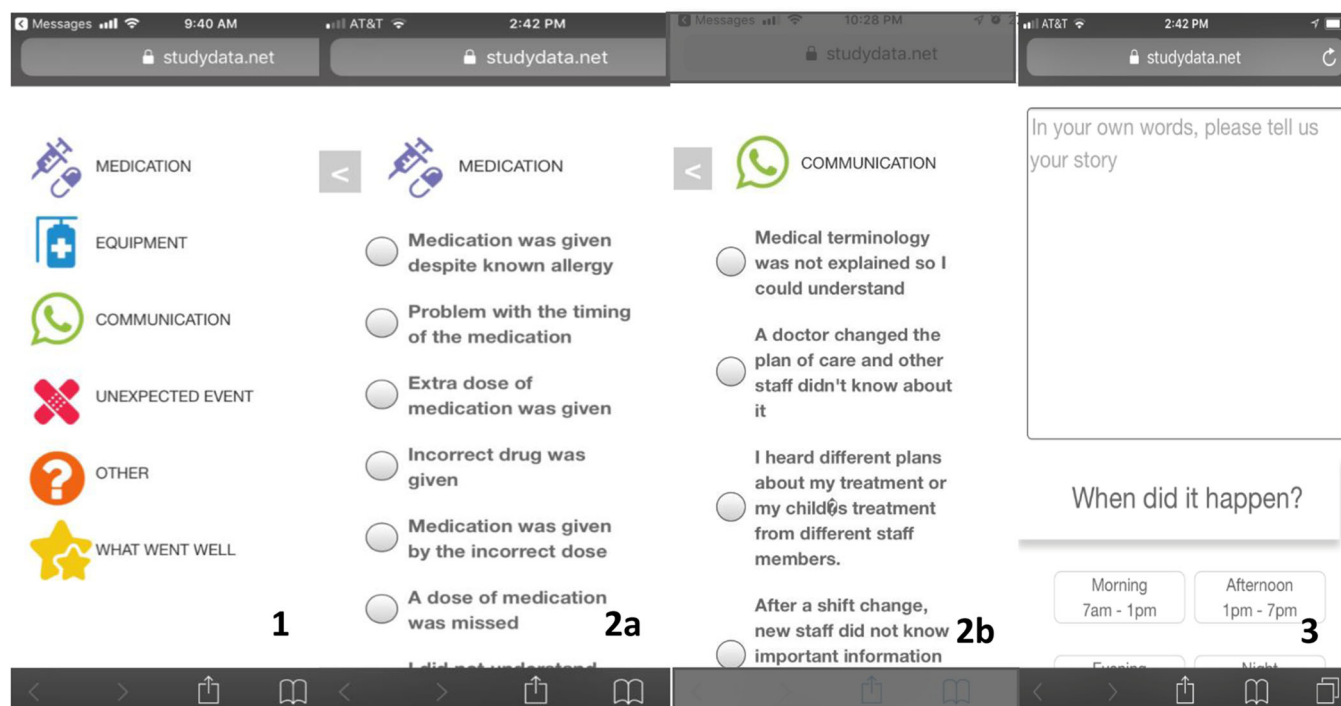 Messages 9:40 AM
studydata.net
MEDICATION
EQUIPMENT
COMMUNICATION
UNEXPECTED EVENT
OTHER
WHAT WENT WELL
1
AT&T 2:42 PM
studydata.net
<
MEDICATION
Medication was given
despite known allergy
Problem with the timing
of the medication
Extra dose of
medication was given
Incorrect drug was
given
Medication was given
by the incorrect dose
A dose of medication
was missed
I did not understand
2a
Messages 10:28 PM
studydata.net
<
COMMUNICATION
Medical terminology
was not explained so I
could understand
A doctor changed the
plan of care and other
staff didn't know about
it
I heard different plans
about my treatment or
my child�s treatment
from different staff
members.
After a shift change,
new staff did not know
important information
2b
AT&T 2:42 PM
studydata.net
In your own words, please tell us
your story
When did it happen?
Morning
7am - 1pm
Afternoon
1pm - 7pm
Evening
Night
3